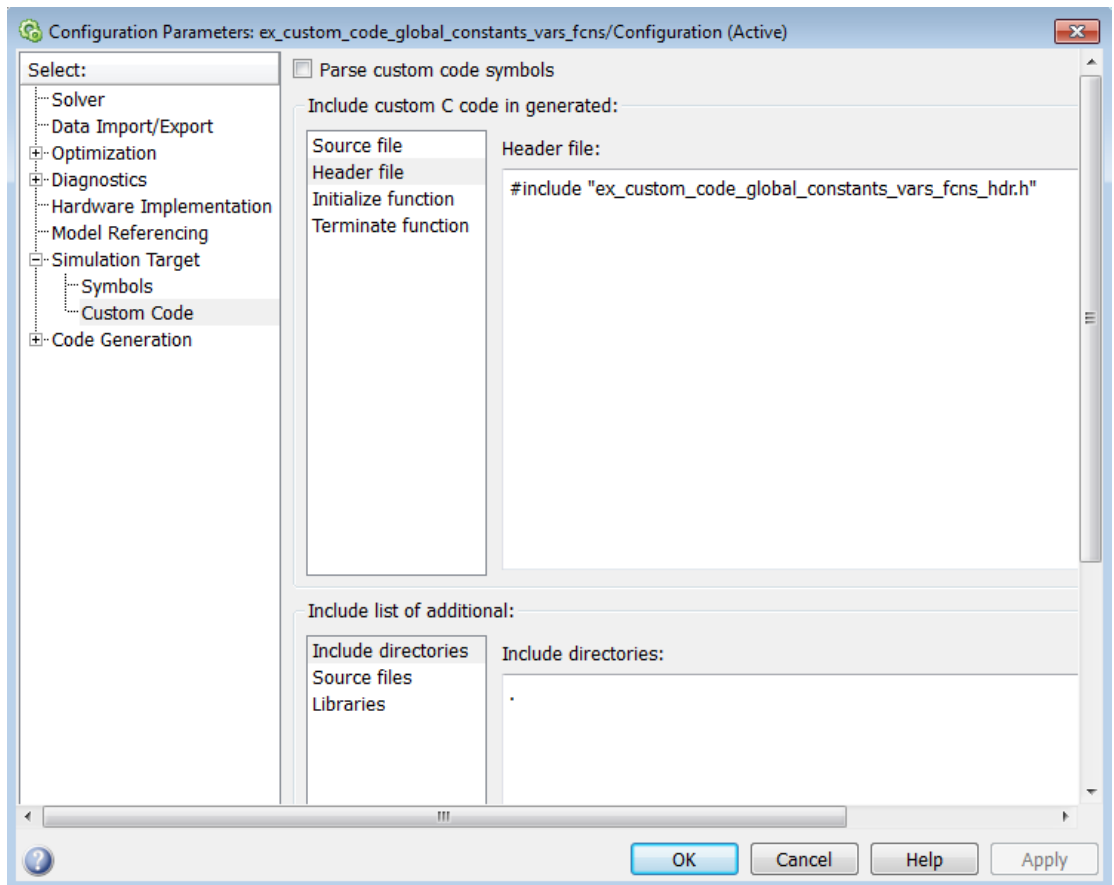 Configuration Parameters: ex_custom_code_global_constants_vars_fcns/Configuration (Active)
Select:
Solver
Data Import/Export
Optimization
Diagnostics
Hardware Implementation
Model Referencing
Simulation Target
Symbols
Custom Code
Code Generation
Parse custom code symbols
Include custom C code in generated:
Source file
Header file
Initialize function
Terminate function
Header file:
#include "ex_custom_code_global_constants_vars_fcns_hdr.h"
Include list of additional:
Include directories
Source files
Libraries
Include directories:
.
OK
Cancel
Help
Apply